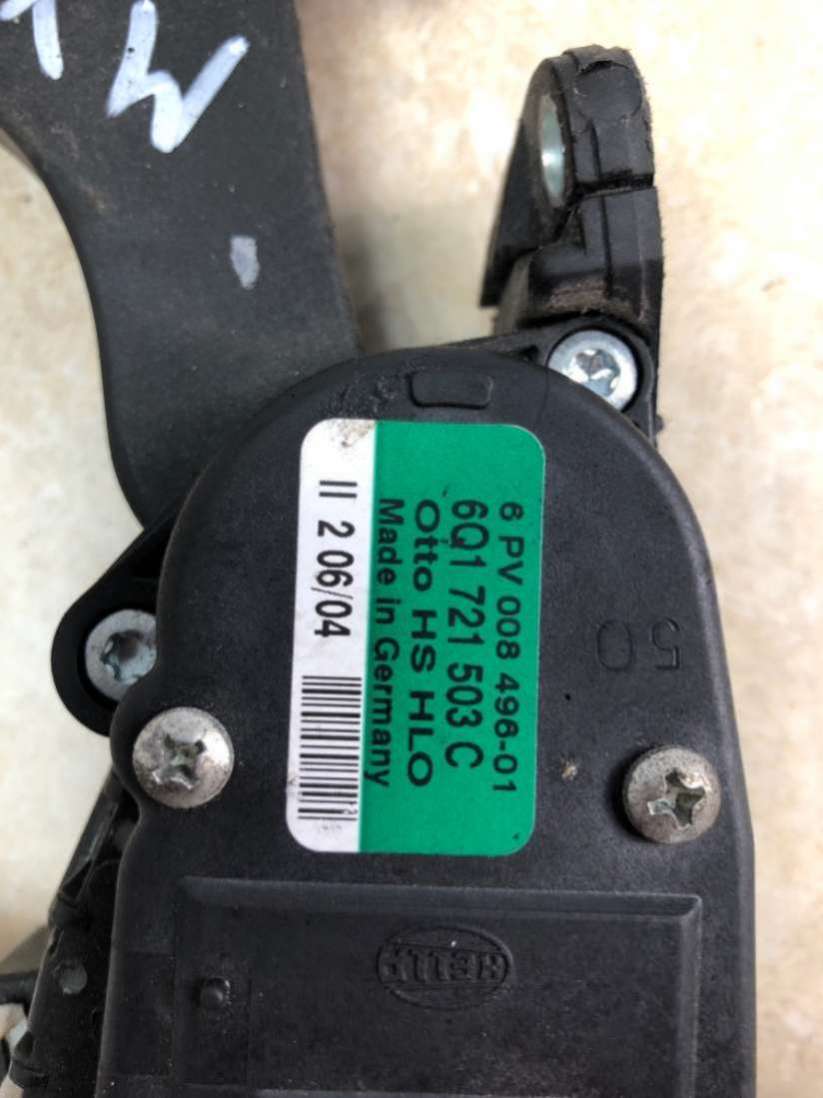 6 PV 008 496-01
6Q1 721 503 C
Otto HS HLO
Made in Germany
II 2 06/04
50
HELLA